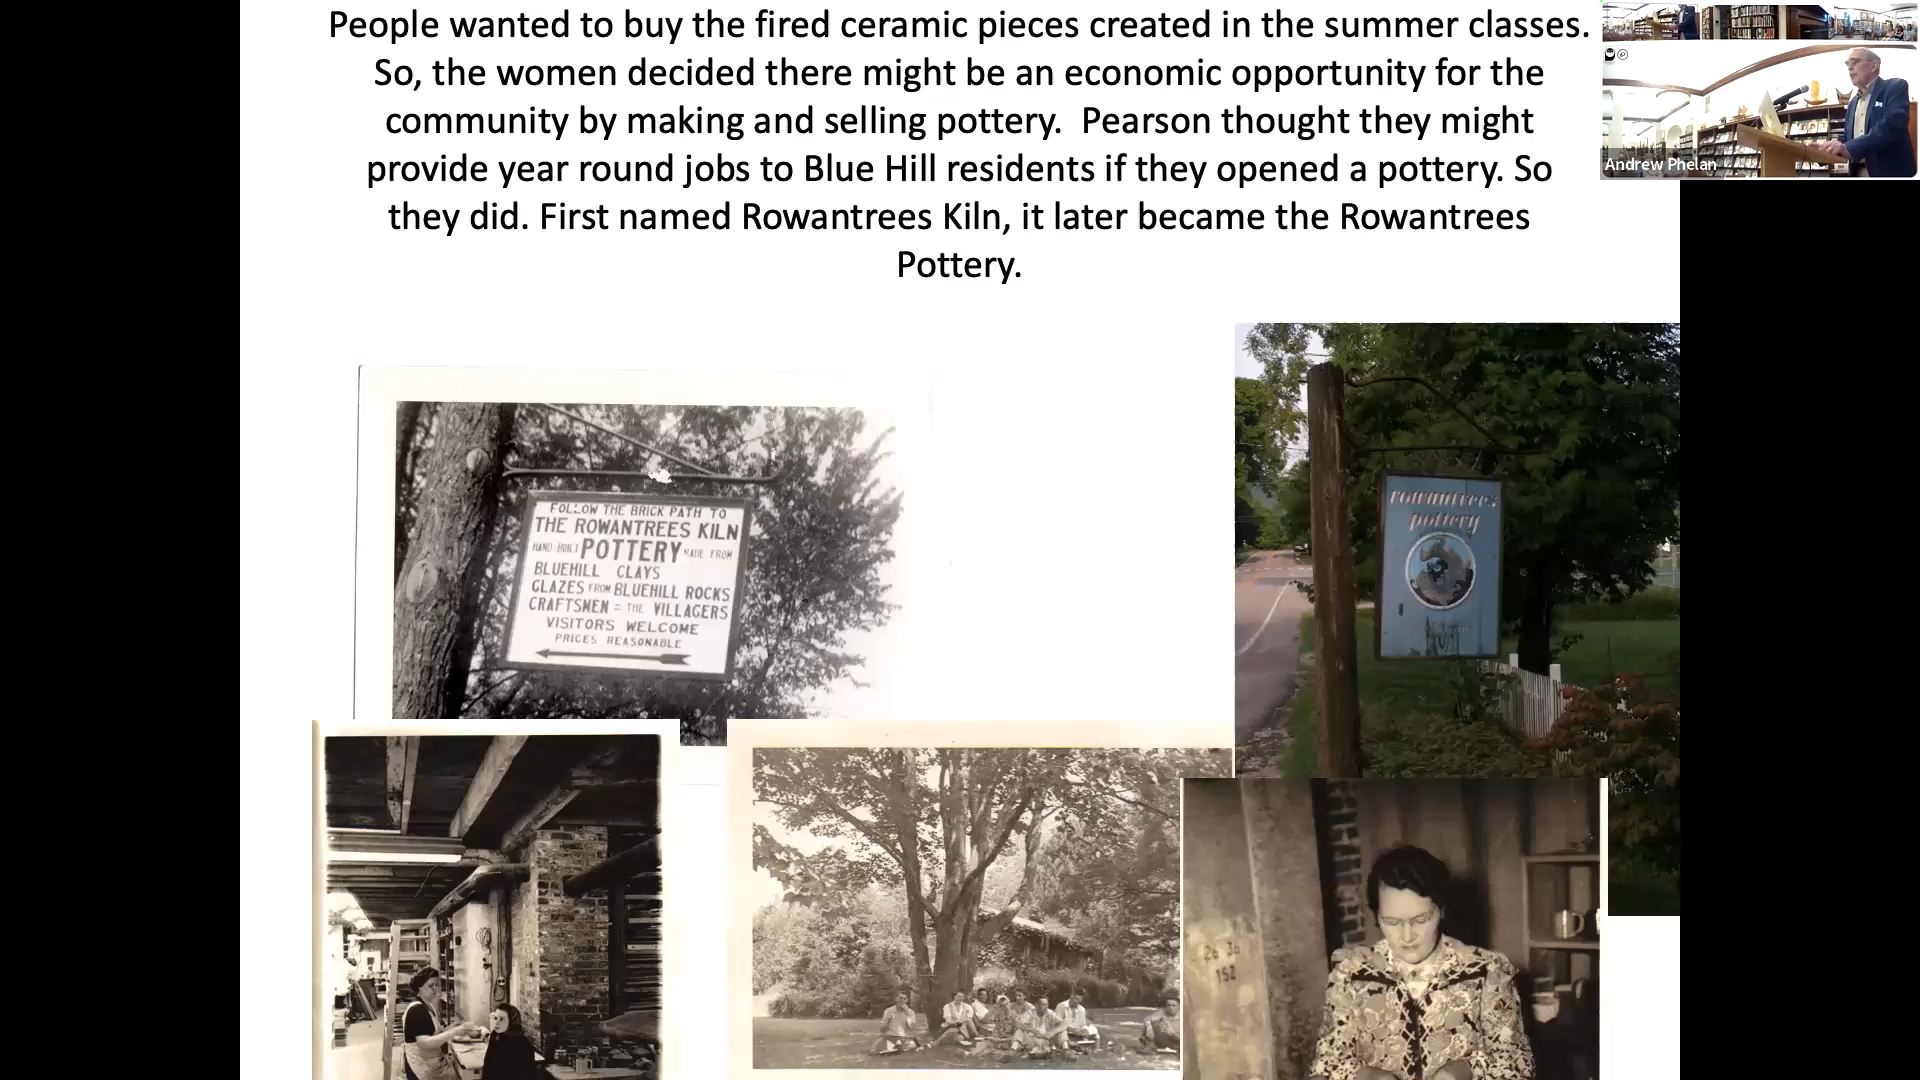 People wanted to buy the fired ceramic pieces created in the summer classes.
So, the women decided there might be an economic opportunity for the
community by making and selling pottery.  Pearson thought they might
provide year round jobs to Blue Hill residents if they opened a pottery. So
they did. First named Rowantrees Kiln, it later became the Rowantrees
Pottery.
Andrew Phelan
FOLLOW THE BRICK PATH TO
THE ROWANTREES KILN
HAND BUILT POTTERY MADE FROM
BLUEHILL CLAYS
GLAZES FROM BLUEHILL ROCKS
CRAFTSMEN = THE VILLAGERS
VISITORS WELCOME
PRICES REASONABLE
rowantrees
pottery
26 36
152